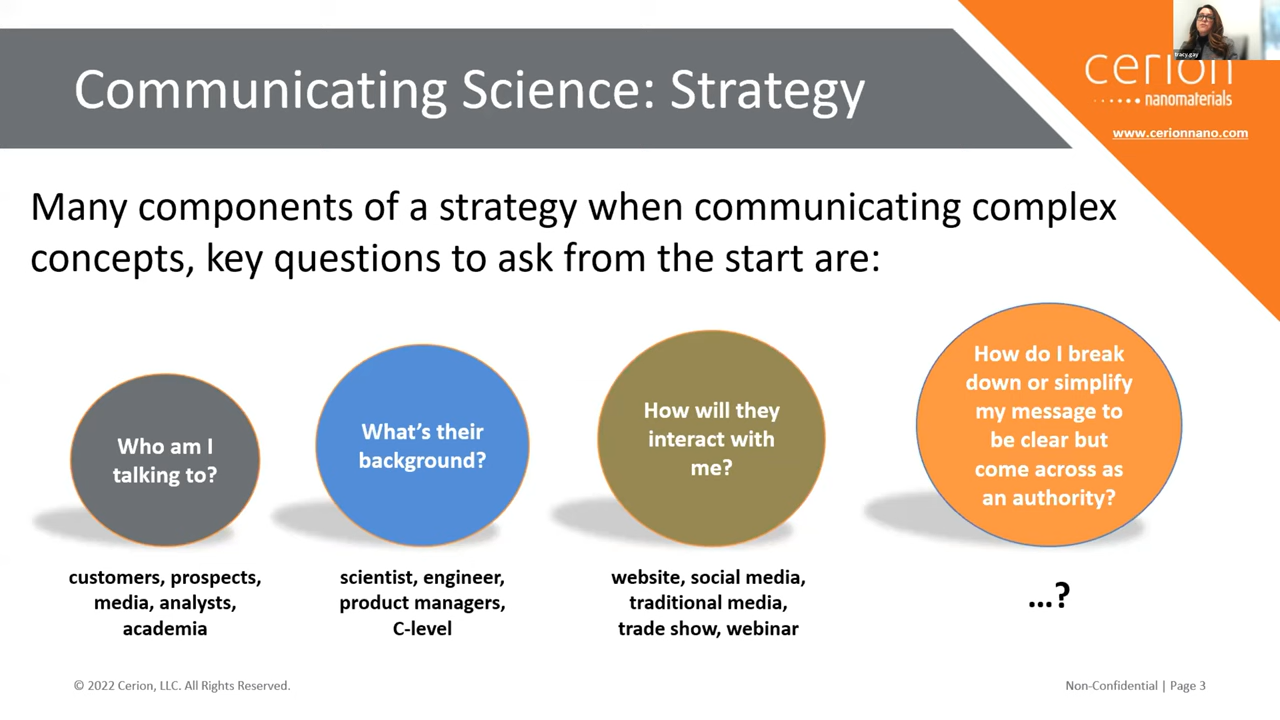 Communicating Science: Strategy
tracy.gay
cerion
nanomaterials
www.cerionnano.com
Many components of a strategy when communicating complex
concepts, key questions to ask from the start are:
Who am I
talking to?
What's their
background?
How will they
interact with
me?
How do I break
down or simplify
my message to
be clear but
come across as
an authority?
customers, prospects,
media, analysts,
academia
scientist, engineer,
product managers,
C-level
website, social media,
traditional media,
trade show, webinar
...?
© 2022 Cerion, LLC. All Rights Reserved.
Non-Confidential | Page 3